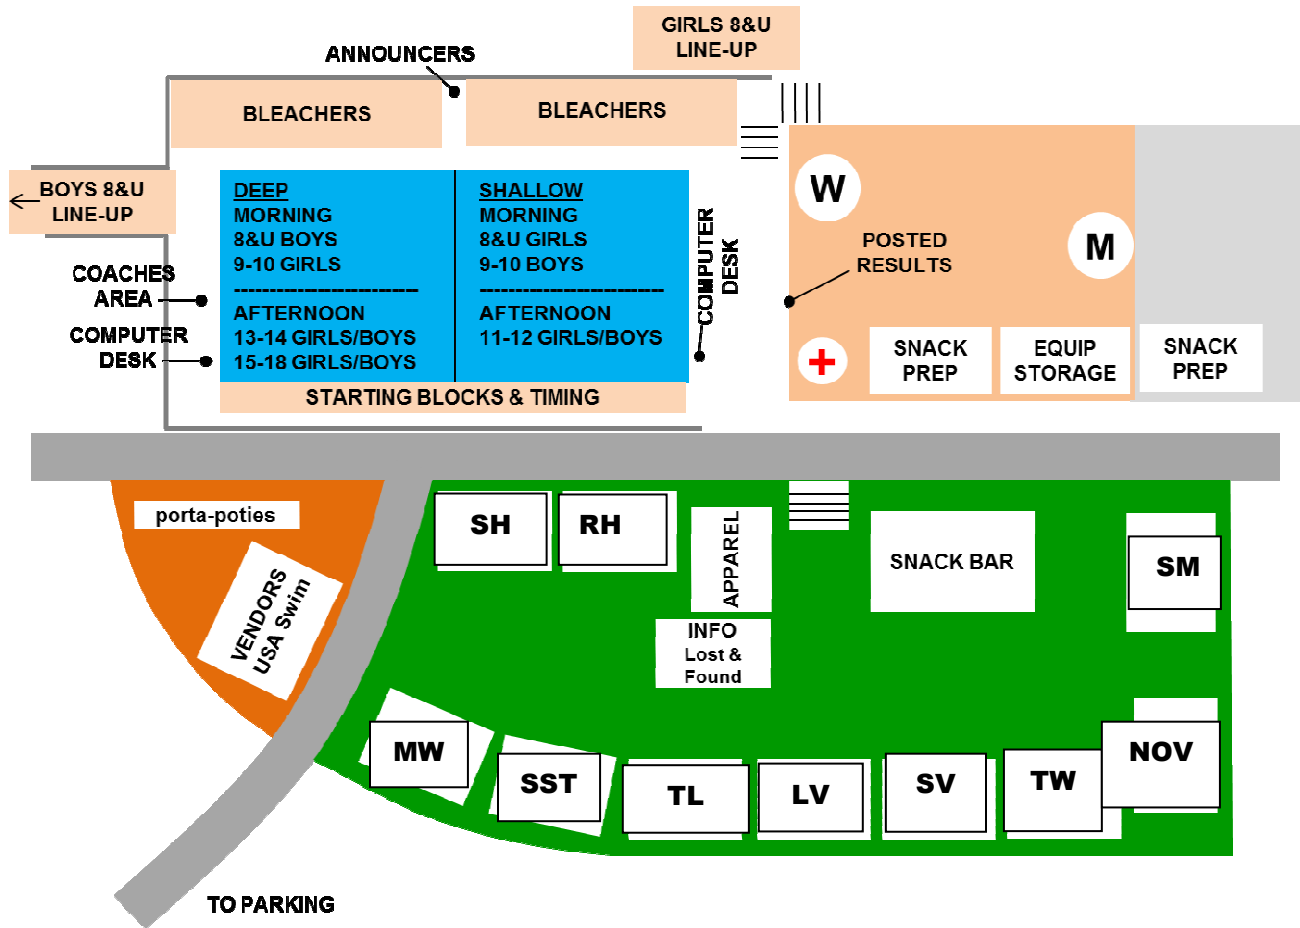 GIRLS 8&U
LINE-UP
ANNOUNCERS
BLEACHERS
BLEACHERS
BOYS 8&U
LINE-UP
DEEP
MORNING
8&U BOYS
9-10 GIRLS
-------------------------
AFTERNOON
13-14 GIRLS/BOYS
15-18 GIRLS/BOYS
SHALLOW
MORNING
8&U GIRLS
9-10 BOYS
-------------------------
AFTERNOON
11-12 GIRLS/BOYS
COACHES
AREA
COMPUTER
DESK
COMPUTER
DESK
STARTING BLOCKS & TIMING
W
M
POSTED
RESULTS
SNACK
PREP
EQUIP
STORAGE
SNACK
PREP
porta-poties
VENDORS
USA Swim
SH
RH
APPAREL
INFO
Lost &
Found
SNACK BAR
SM
MW
SST
TL
LV
SV
TW
NOV
TO PARKING